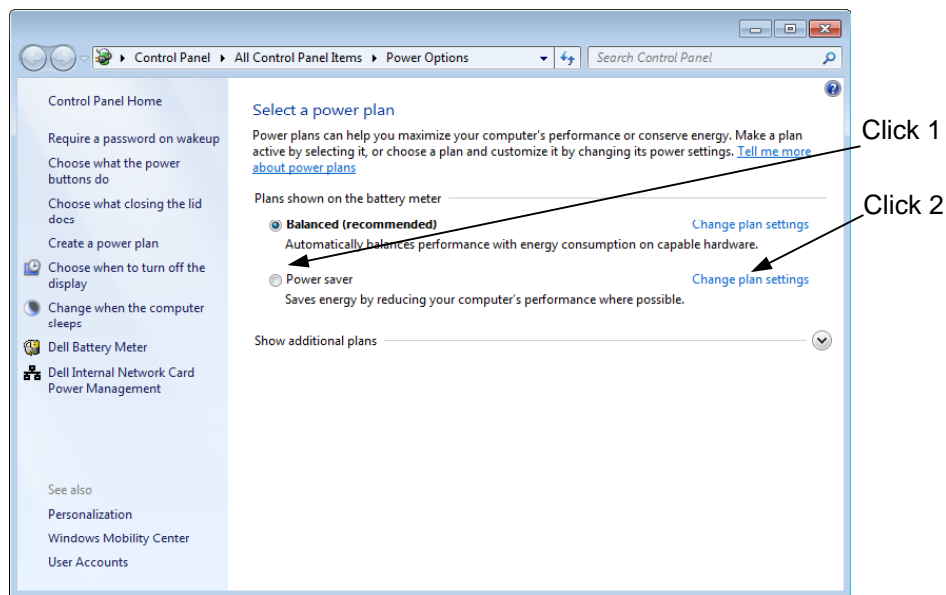 Control Panel ▸ All Control Panel Items ▸ Power Options
Search Control Panel
Control Panel Home
Require a password on wakeup
Choose what the power
buttons do
Choose what closing the lid
does
Create a power plan
Choose when to turn off the
display
Change when the computer
sleeps
Dell Battery Meter
Dell Internal Network Card
Power Management
See also
Personalization
Windows Mobility Center
User Accounts
Select a power plan
Power plans can help you maximize your computer's performance or conserve energy. Make a plan
active by selecting it, or choose a plan and customize it by changing its power settings. Tell me more
about power plans
Plans shown on the battery meter
Balanced (recommended) Change plan settings
Automatically balances performance with energy consumption on capable hardware.
Power saver Change plan settings
Saves energy by reducing your computer's performance where possible.
Show additional plans
Click 1
Click 2